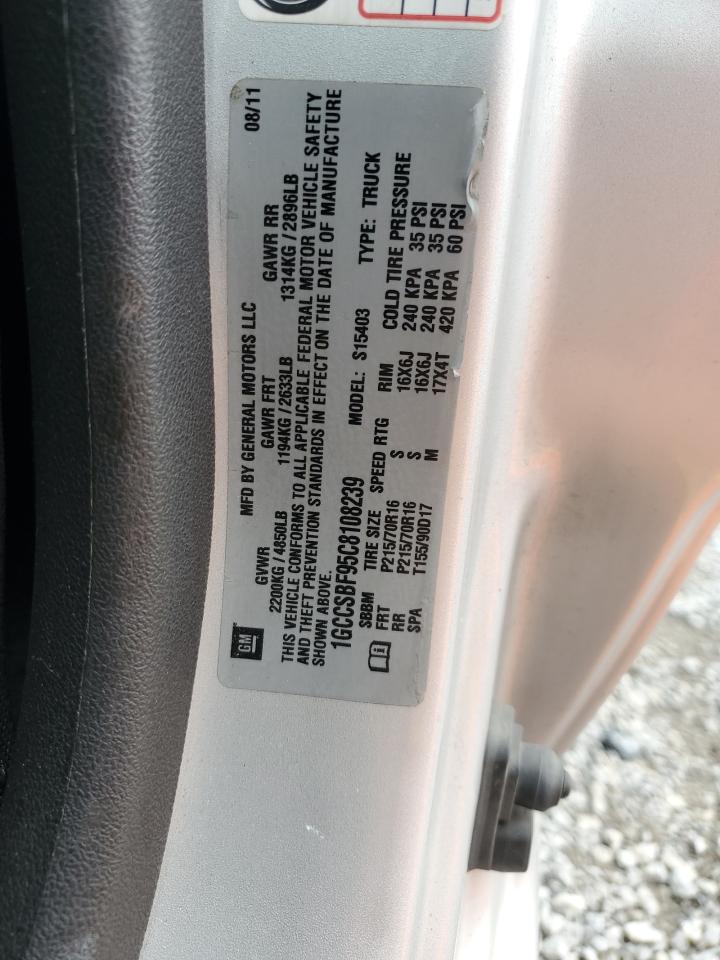 MFD BY GENERAL MOTORS LLC 08/11
GVWR GAWR FRT GAWR RR
2200KG/4850LB 1194KG/2633LB 1314KG/2896LB
THIS VEHICLE CONFORMS TO ALL APPLICABLE FEDERAL MOTOR VEHICLE SAFETY
AND THEFT PREVENTION STANDARDS IN EFFECT ON THE DATE OF MANUFACTURE
SHOWN ABOVE.
1GCCSBF95C8108239 MODEL: S15403 TYPE: TRUCK
SBBM TIRE SIZE SPEED RTG RIM COLD TIRE PRESSURE
FRT P215/70R16 S 16X6J 240 KPA 35 PSI
RR P215/70R16 S 16X6J 240 KPA 35 PSI
SPA T155/90D17 M 17X4T 420 KPA 60 PSI
GM